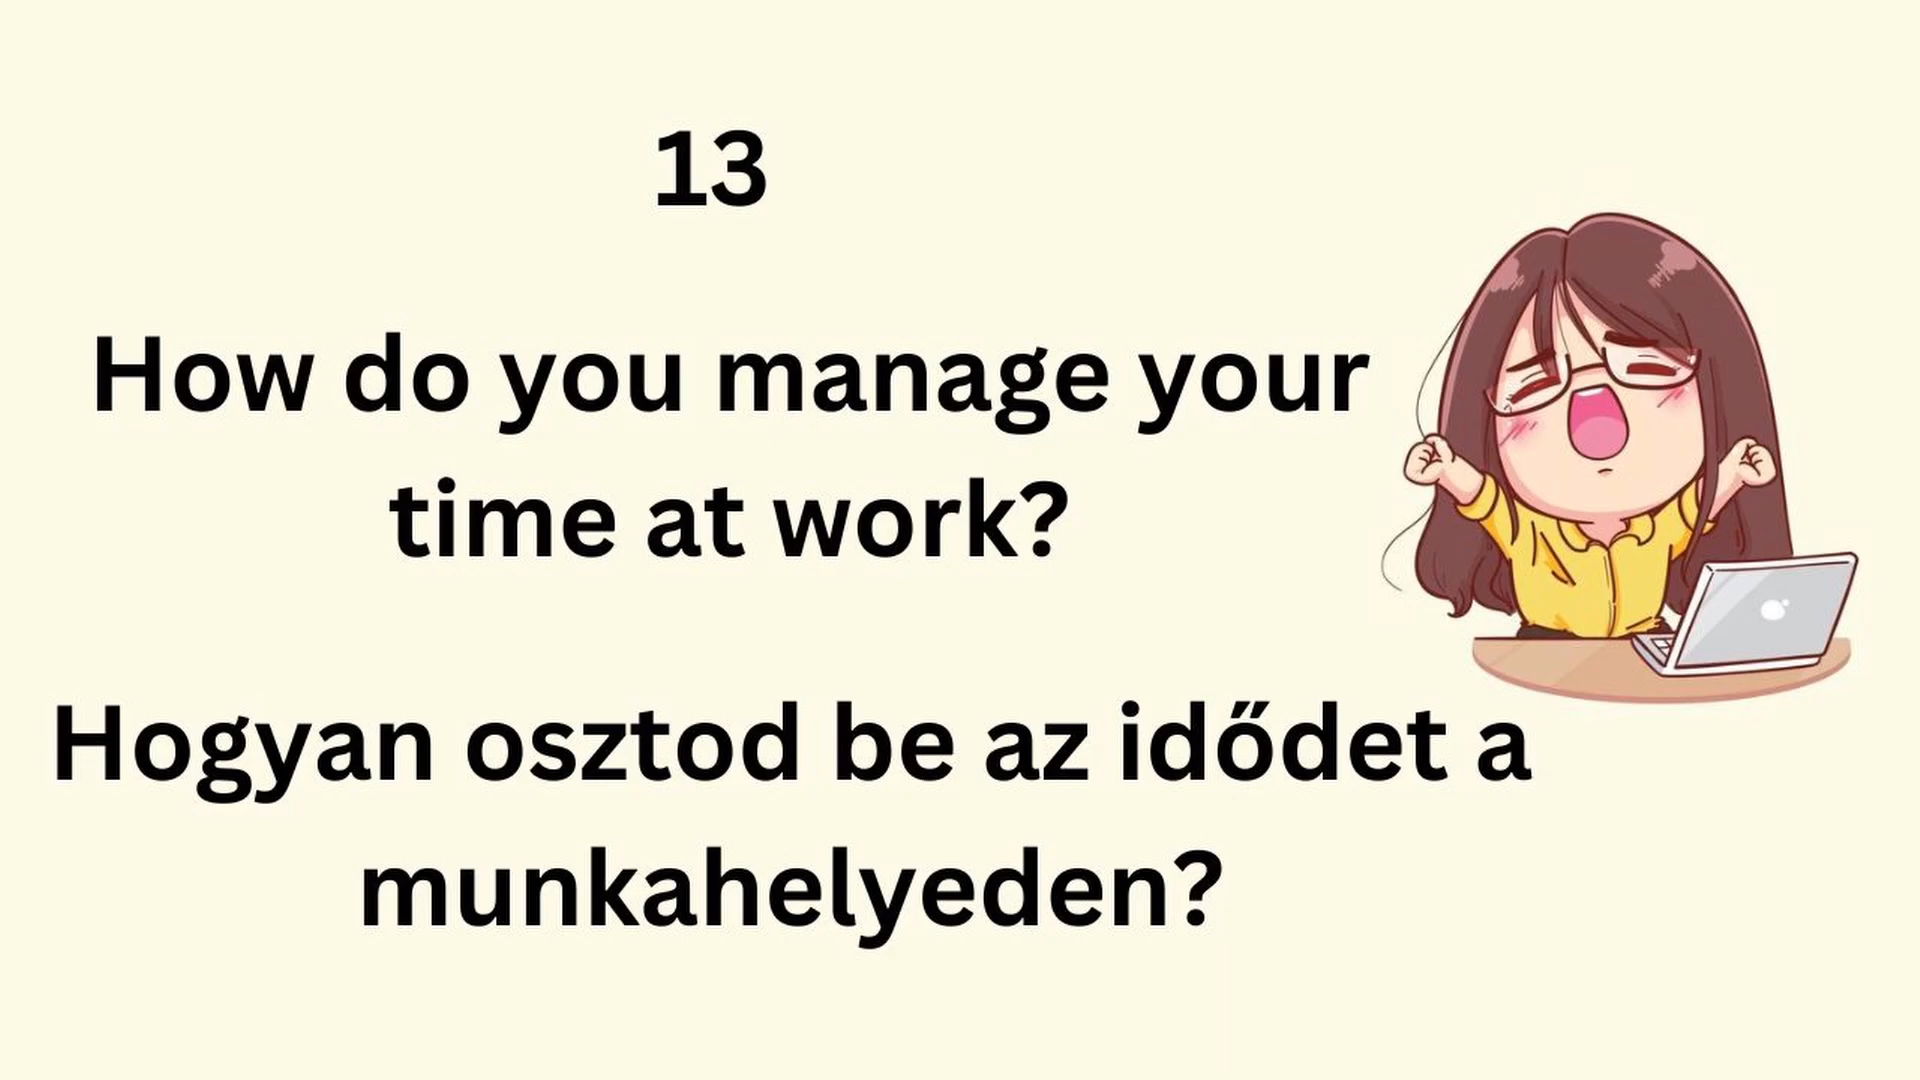 13
How do you manage your
time at work?
Hogyan osztod be az idődet a
munkahelyeden?